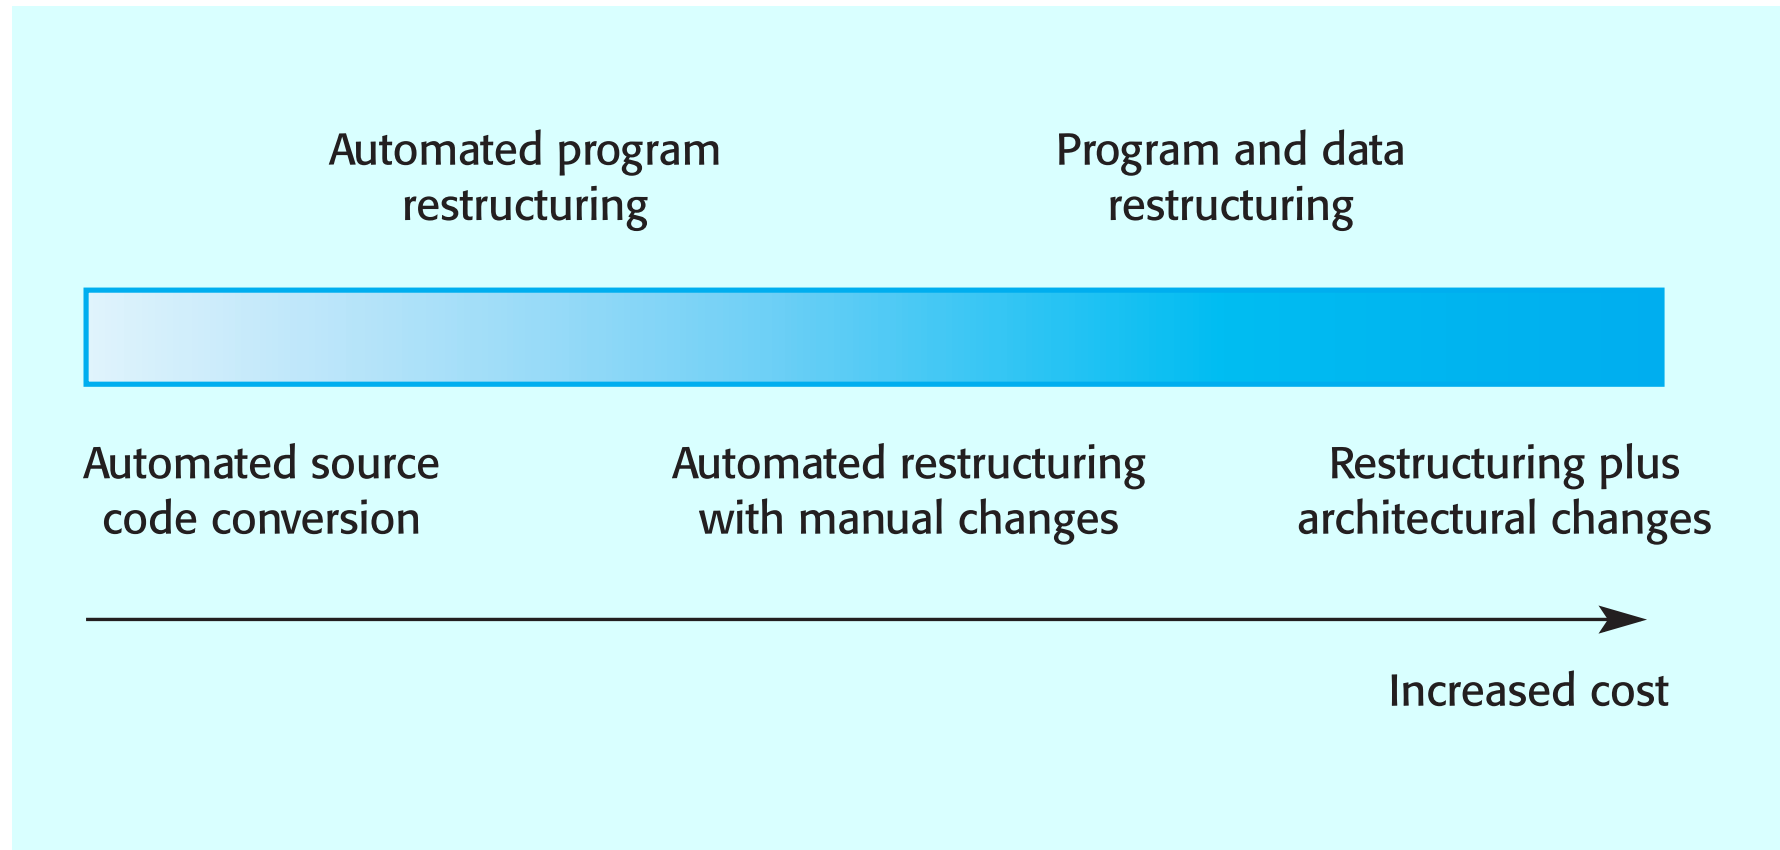 Automated program
restructuring
Program and data
restructuring
Automated source
code conversion
Automated restructuring
with manual changes
Restructuring plus
architectural changes
Increased cost